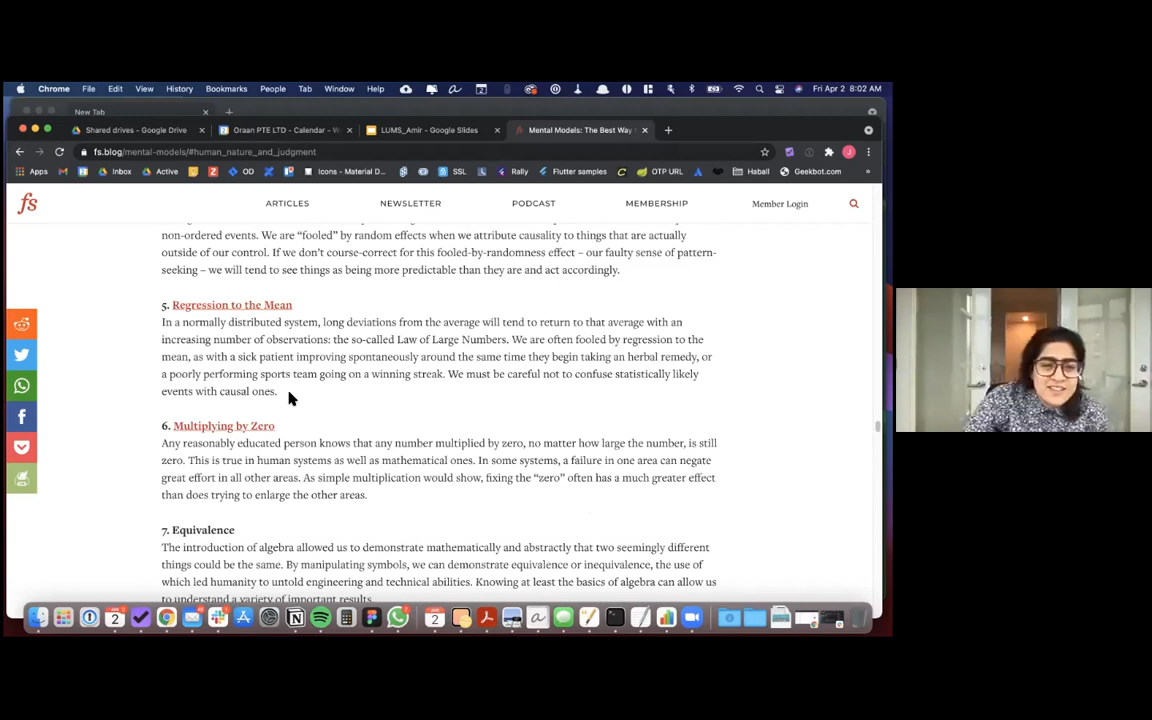 Chrome File Edit View History Bookmarks People Tab Window Help Fri Apr 2 8:02 AM
New Tab
Shared drives - Google Drive Oraan PTE LTD - Calendar - W LUMS_Amir - Google Slides Mental Models: The Best Way
fs.blog/mental-models/#human_nature_and_judgment
Apps Inbox Active OD Icons - Material D... SSL Rally Flutter samples OTP URL Haball Geekbot.com »
fs ARTICLES NEWSLETTER PODCAST MEMBERSHIP Member Login
non-ordered events. We are “fooled” by random effects when we attribute causality to things that are actually
outside of our control. If we don’t course-correct for this fooled-by-randomness effect – our faulty sense of pattern-
seeking – we will tend to see things as being more predictable than they are and act accordingly.
5. Regression to the Mean
In a normally distributed system, long deviations from the average will tend to return to that average with an
increasing number of observations: the so-called Law of Large Numbers. We are often fooled by regression to the
mean, as with a sick patient improving spontaneously around the same time they begin taking an herbal remedy, or
a poorly performing sports team going on a winning streak. We must be careful not to confuse statistically likely
events with causal ones.
6. Multiplying by Zero
Any reasonably educated person knows that any number multiplied by zero, no matter how large the number, is still
zero. This is true in human systems as well as mathematical ones. In some systems, a failure in one area can negate
great effort in all other areas. As simple multiplication would show, fixing the “zero” often has a much greater effect
than does trying to enlarge the other areas.
7. Equivalence
The introduction of algebra allowed us to demonstrate mathematically and abstractly that two seemingly different
things could be the same. By manipulating symbols, we can demonstrate equivalence or inequivalence, the use of
which led humanity to untold engineering and technical abilities. Knowing at least the basics of algebra can allow us
to understand a variety of important results.